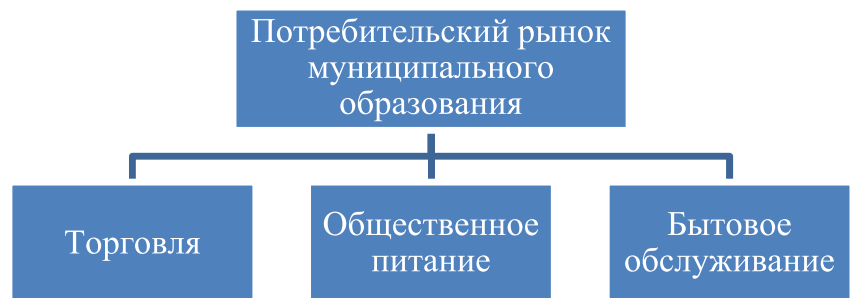 Потребительский рынок
муниципального
образования
Торговля
Общественное
питание
Бытовое
обслуживание